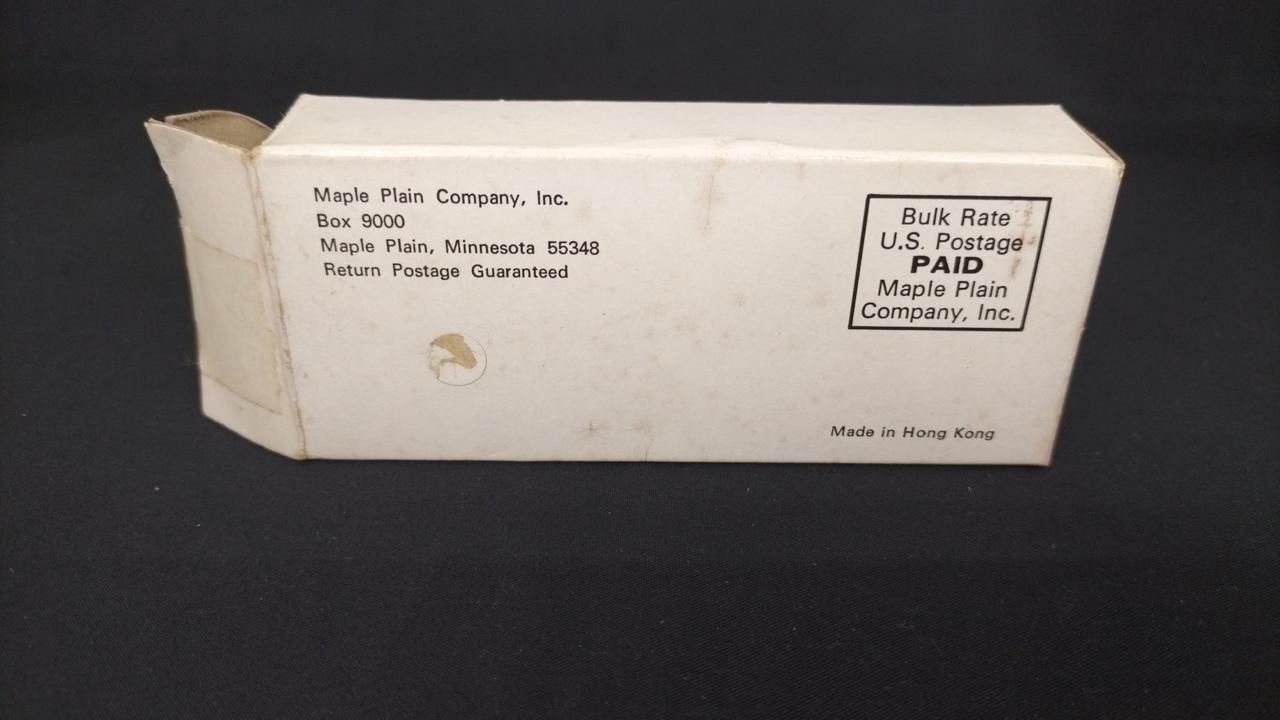 Maple Plain Company, Inc.
Box 9000
Maple Plain, Minnesota 55348
Return Postage Guaranteed
Bulk Rate
U.S. Postage
PAID
Maple Plain
Company, Inc.
Made in Hong Kong